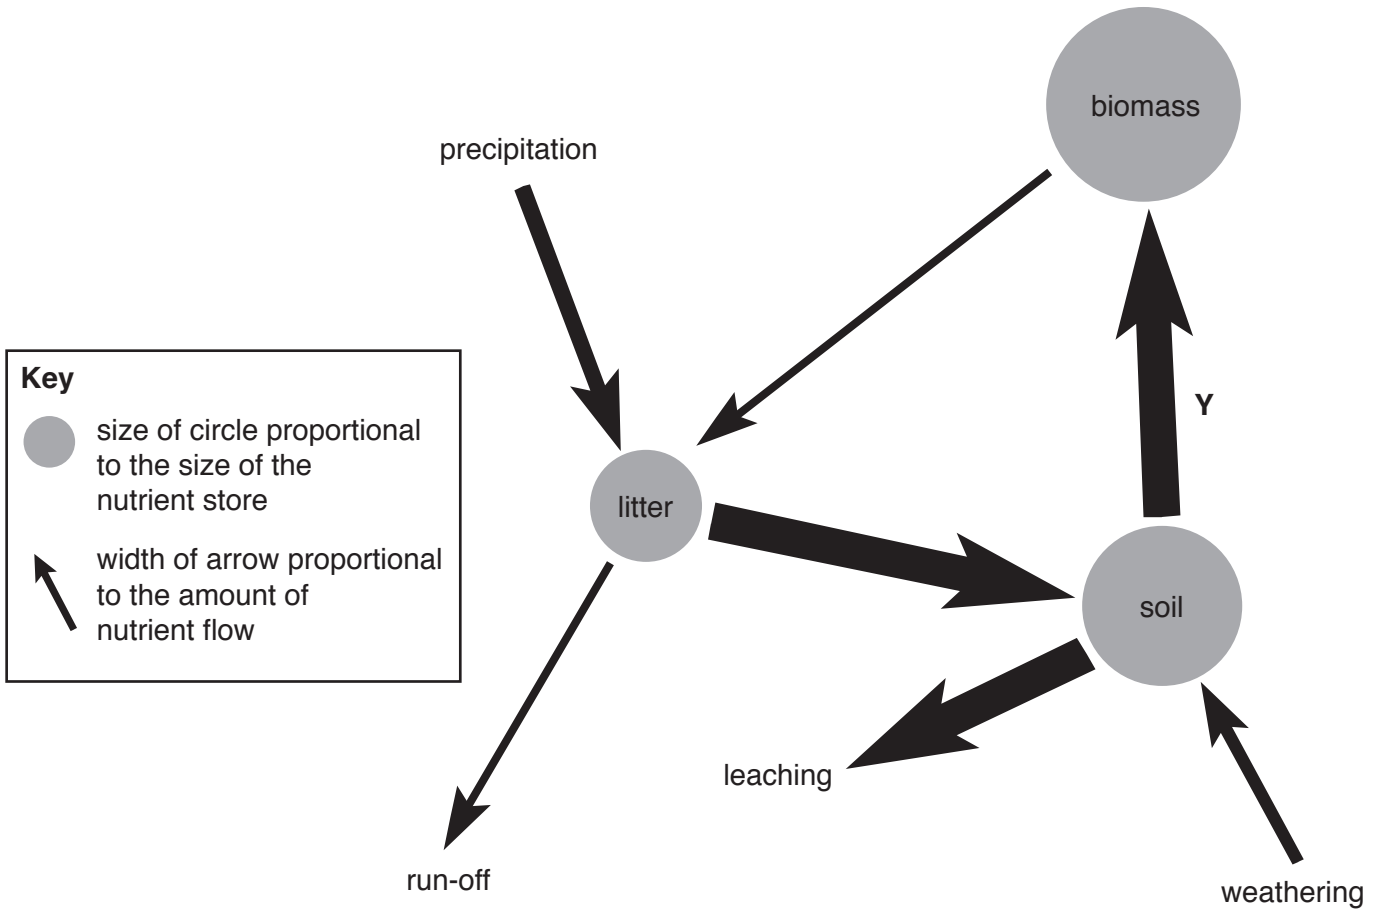 biomass
precipitation
Key
size of circle proportional
to the size of the
nutrient store
width of arrow proportional
to the amount of
nutrient flow
Y
litter
soil
leaching
run-off
weathering